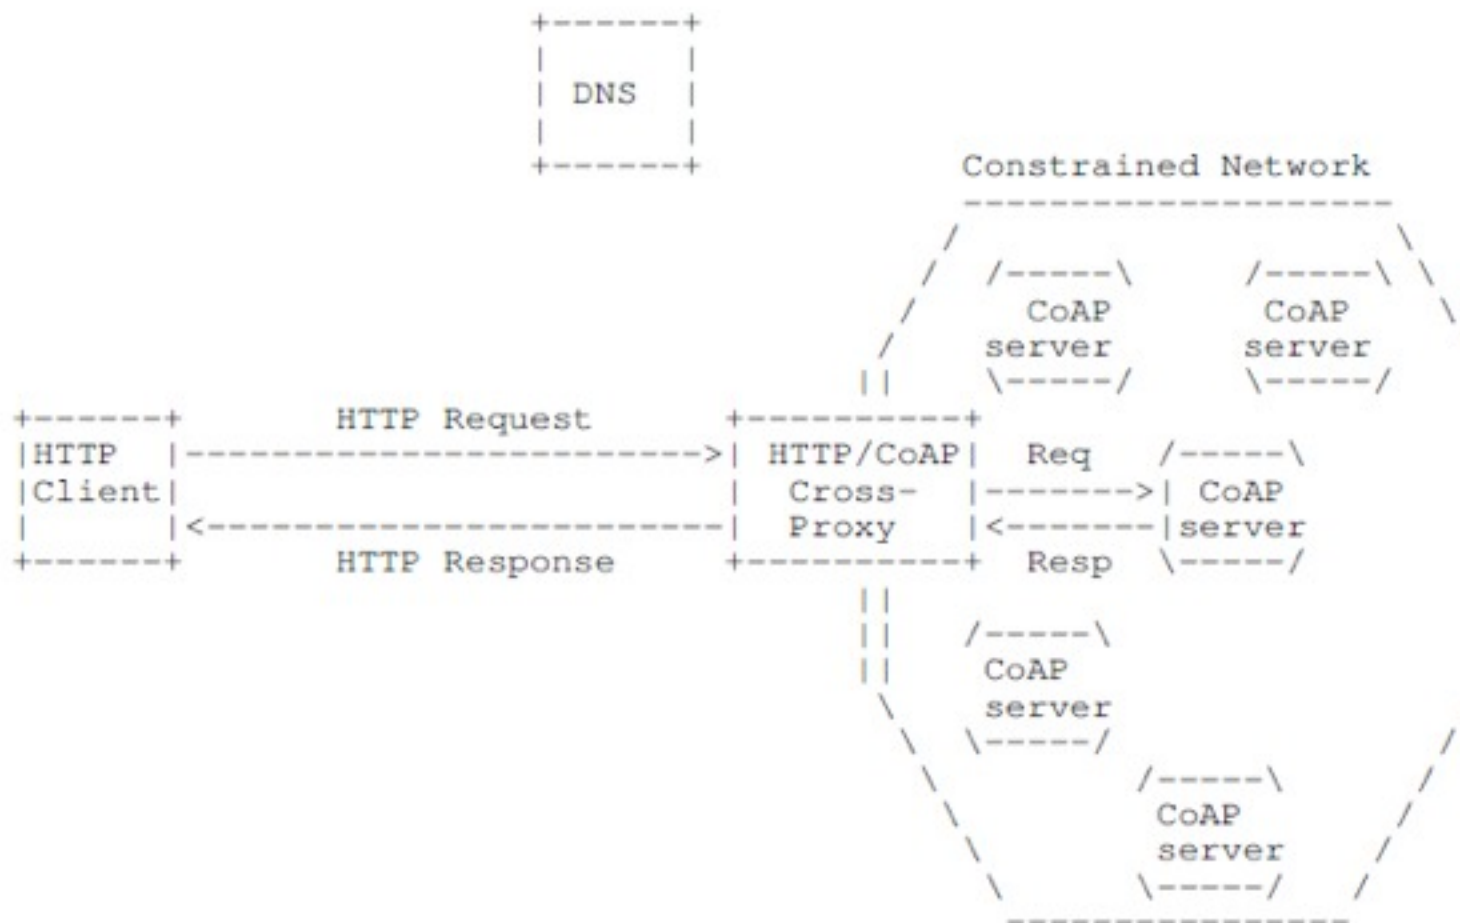 DNS
Constrained Network
CoAP CoAP
server server
HTTP Request
HTTP HTTP/CoAP Req
Client Cross- CoAP
Proxy server
HTTP Response Resp
CoAP
server
CoAP
server